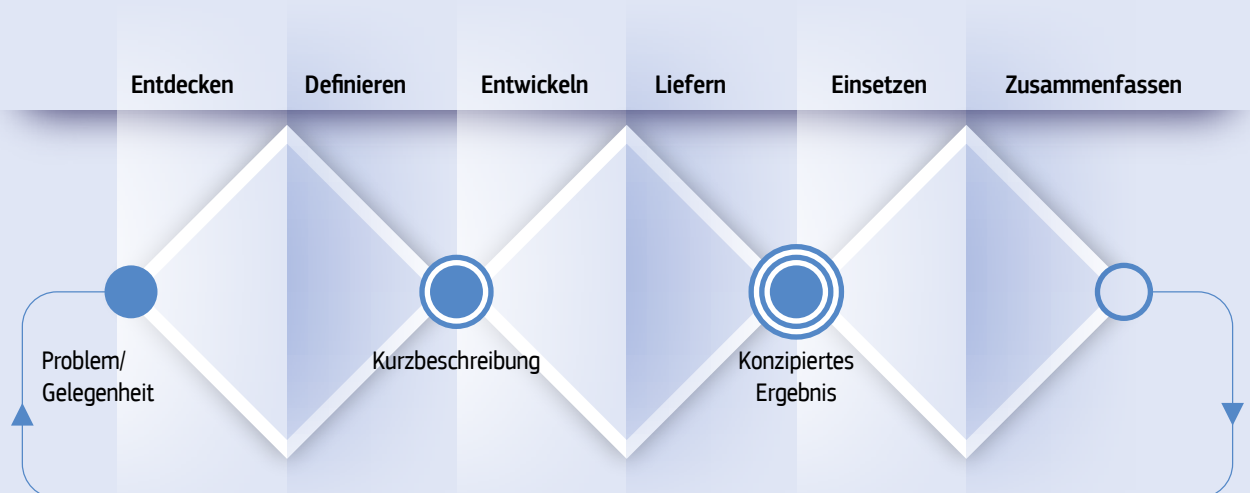 Entdecken Definieren Entwickeln Liefern Einsetzen Zusammenfassen
Problem/
Gelegenheit
Kurzbeschreibung
Konzipiertes
Ergebnis